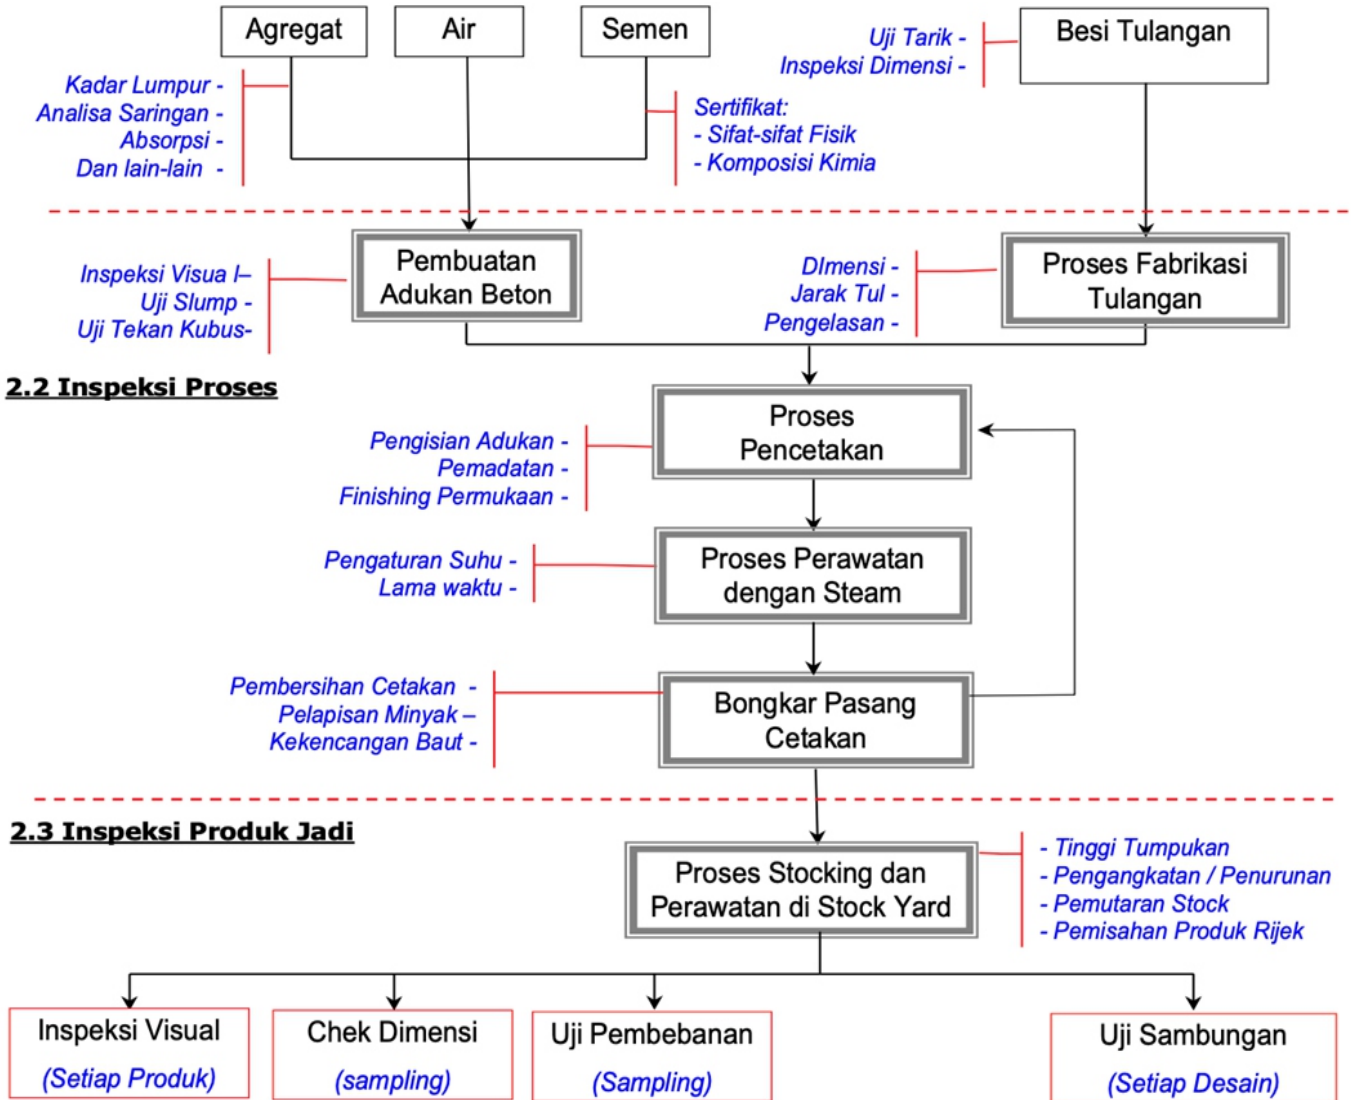 Agregat
Air
Semen
Besi Tulangan
Uji Tarik -
Inspeksi Dimensi -
Kadar Lumpur -
Analisa Saringan -
Absorpsi -
Dan lain-lain -
Sertifikat:
- Sifat-sifat Fisik
- Komposisi Kimia
Pembuatan
Adukan Beton
Inspeksi Visua l–
Uji Slump -
Uji Tekan Kubus-
Proses Fabrikasi
Tulangan
DImensi -
Jarak Tul -
Pengelasan -
2.2 Inspeksi Proses
Proses
Pencetakan
Pengisian Adukan -
Pemadatan -
Finishing Permukaan -
Proses Perawatan
dengan Steam
Pengaturan Suhu -
Lama waktu -
Bongkar Pasang
Cetakan
Pembersihan Cetakan -
Pelapisan Minyak –
Kekencangan Baut -
2.3 Inspeksi Produk Jadi
Proses Stocking dan
Perawatan di Stock Yard
- Tinggi Tumpukan
- Pengangkatan / Penurunan
- Pemutaran Stock
- Pemisahan Produk Rijek
Inspeksi Visual
(Setiap Produk)
Chek Dimensi
(sampling)
Uji Pembebanan
(Sampling)
Uji Sambungan
(Setiap Desain)